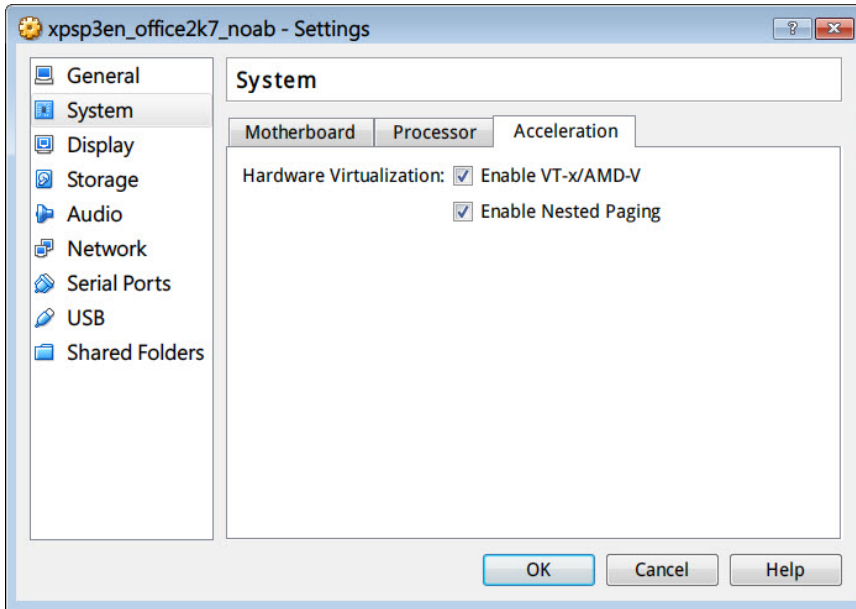 xpsp3en_office2k7_noab - Settings
General
System
Display
Storage
Audio
Network
Serial Ports
USB
Shared Folders
System
Motherboard Processor Acceleration
Hardware Virtualization: Enable VT-x/AMD-V
Enable Nested Paging
OK Cancel Help